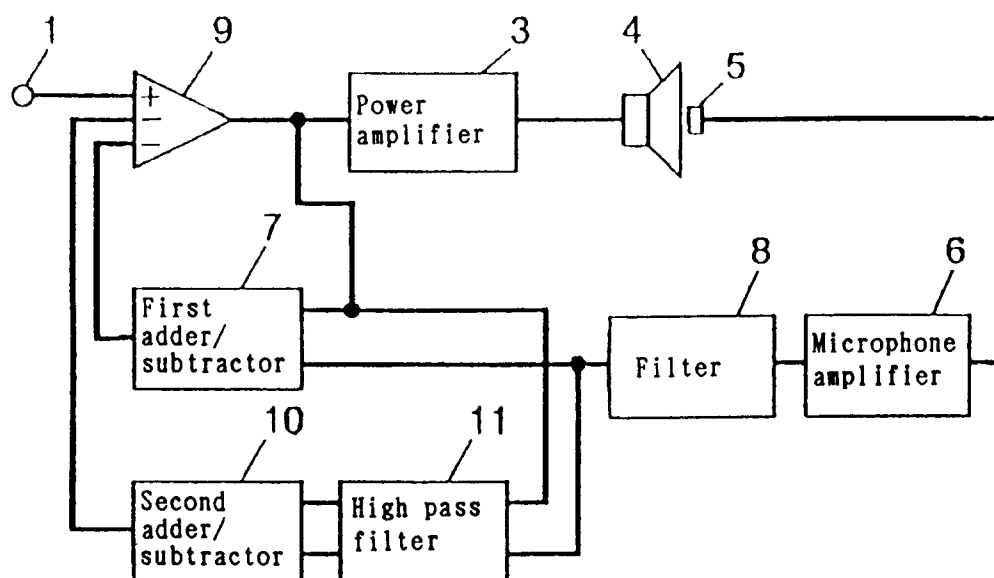 1
9
3
4
5
+
−
−
Power
amplifier
7
8
6
First
adder/
subtractor
Filter
Microphone
amplifier
10
11
Second
adder/
subtractor
High pass
filter